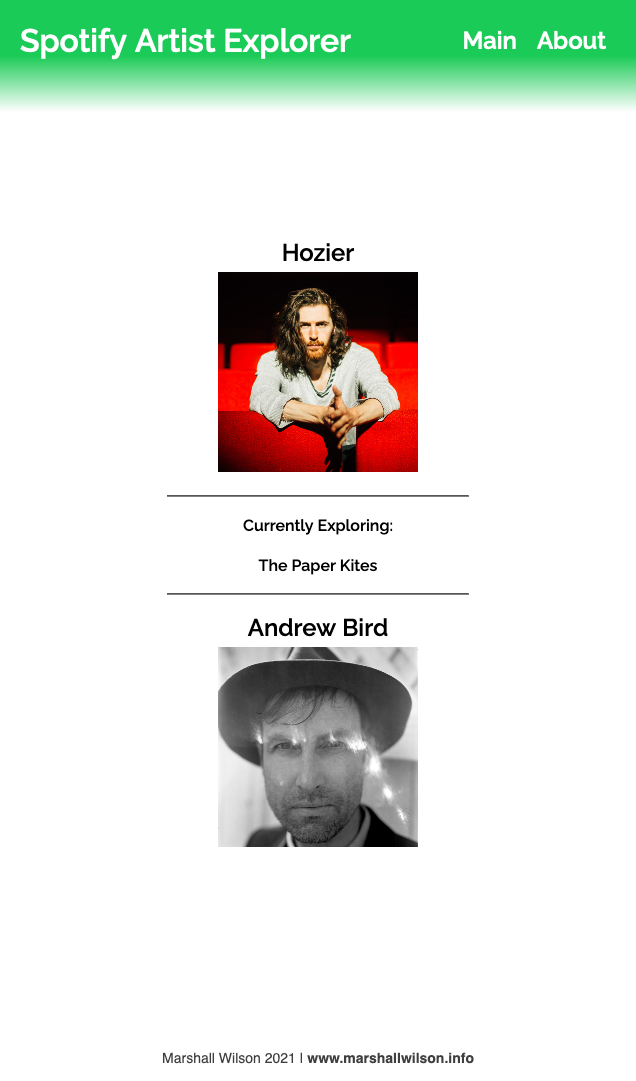 Spotify Artist Explorer Main About
Hozier
Currently Exploring:
The Paper Kites
Andrew Bird
Marshall Wilson 2021 | www.marshallwilson.info